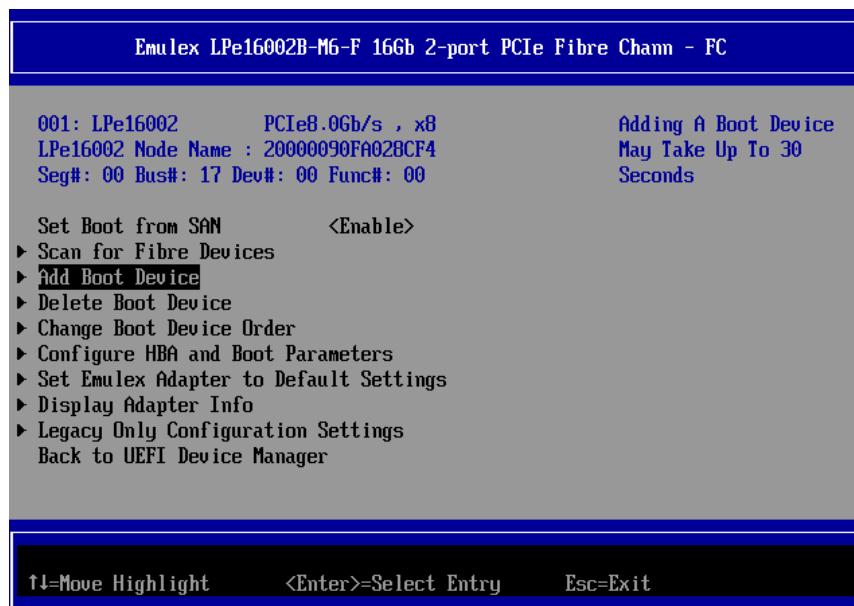 Emulex LPe16002B-M6-F 16Gb 2-port PCIe Fibre Chann - FC
001: LPe16002 PCIe8.0Gb/s , x8
LPe16002 Node Name : 20000090FA028CF4
Seg#: 00 Bus#: 17 Dev#: 00 Func#: 00
Adding A Boot Device
May Take Up To 30
Seconds
Set Boot from SAN <Enable>
▶ Scan for Fibre Devices
▶ Add Boot Device
▶ Delete Boot Device
▶ Change Boot Device Order
▶ Configure HBA and Boot Parameters
▶ Set Emulex Adapter to Default Settings
▶ Display Adapter Info
▶ Legacy Only Configuration Settings
Back to UEFI Device Manager
↑↓=Move Highlight <Enter>=Select Entry Esc=Exit